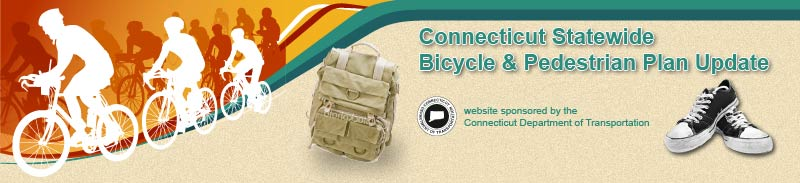 Connecticut Statewide
Bicycle & Pedestrian Plan Update
website sponsored by the
Connecticut Department of Transportation